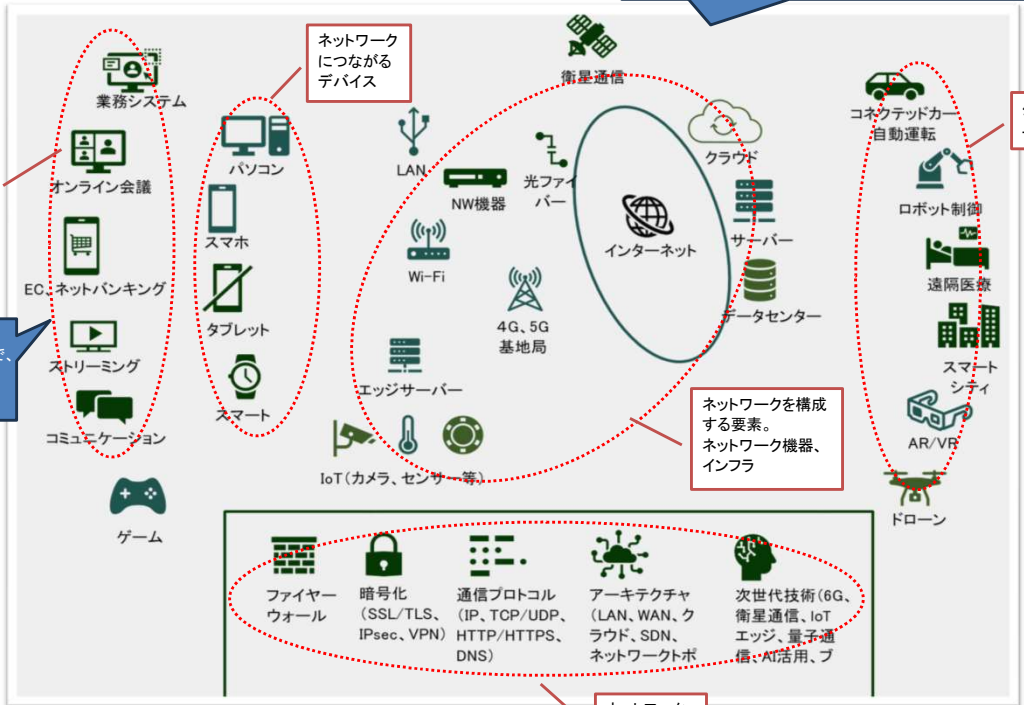 ネットワーク
につながる
デバイス
衛星通信
業務システム
オンライン会議
EC、ネットバンキング
ストリーミング
コミュニケーション
ゲーム
パソコン
スマホ
タブレット
スマート
LAN
NW機器
光ファイ
バー
Wi-Fi
4G、5G
基地局
エッジサーバー
IoT(カメラ、センサー等)
インターネット
クラウド
サーバー
データセンター
コネクテッドカー
自動運転
ロボット制御
遠隔医療
スマート
シティ
AR/VR
ドローン
ネットワークを構成
する要素。
ネットワーク機器、
インフラ
で、
ファイヤー
ウォール
暗号化
(SSL/TLS、
IPsec、VPN)
通信プロトコル
(IP、TCP/UDP、
HTTP/HTTPS、
DNS)
アーキテクチャ
(LAN、WAN、ク
ラウド、SDN、
ネットワークトポ
次世代技術(6G、
衛星通信、IoT
エッジ、量子通
信、AI活用、ブ